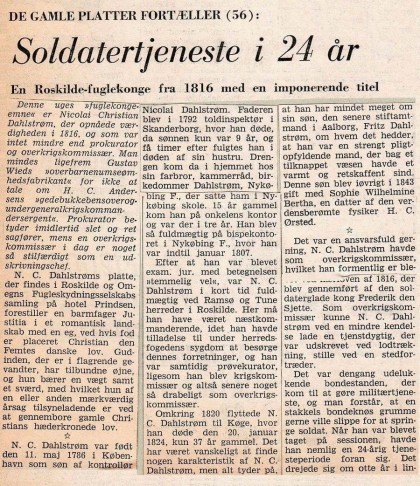 DE GAMLE PLATTER FORTÆLLER (56):
Soldatertjeneste i 24 år
En Roskilde-fuglekonge fra 1816 med en imponerende titel
Denne uges »fuglekonge-
emne« er Nicolai Christian
Dahlstrøm, der opnåede vær-
digheden i 1816, og som var
intet mindre end prokurator
og overkrigskommissær. Man
mindes ligefrem Gustav
Wieds »overbarnenumseøm-
hedsfabrikant« for ikke at
tale om H. C. Ander-
sens »gedebukkebensoverog-
undergeneralkrigskomman-
dérsergent«. Prokurator be-
tyder imidlertid slet og ret
sagfører, mens en overkrigs-
kommissær i dag er noget
så stilfærdigt som en ud-
skrivningschef.
N. C. Dahlstrøms platte,
der findes i Roskilde og Om-
egns Fugleskydningsselskabs
samling på hotel Prindsen,
forestiller en barmfager Ju-
stitia i et romantisk land-
skab med en eg, ved hvis fod
er placeret Christian den
Femtes danske lov. Gud-
inden, der er i flagrende ge-
vandter, har tilbundne øjne,
og hun bærer en vægt samt
et sværd, med hvilket hun af
en eller anden mærkværdig
årsag tilsyneladende er ved
at gennembore gamle Chri-
stians hæderkronede lov.
☆
N. C. Dahlstrøm var født
den 11. maj 1786 i Køben-
havn som søn af kontrollør
Nicolai Dahlstrøm. Faderen
blev i 1792 toldinspektør i
Skanderborg, hvor han døde,
da sønnen kun var 9 år, og
få timer efter fulgtes han i
døden af sin hustru. Dren-
gen kom da i hjemmet hos
sin farbror, kammerråd, bir-
kedommer Dahlstrøm, Nykø-
bing F., der satte ham i Ny-
købing skole. 15 år gammel
kom han på onkelens kontor
og var der i tre år. Han blev
så fuldmægtig på bispekonto-
ret i Nykøbing F., hvor han
var indtil januar 1807.
Efter at han var blevet
exam. jur. med betegnelsen
stemmelig vels, var N. C.
Dahlstrøm i kort tid fuld-
mægtig ved Ramsø og Tune
herreder i Roskilde. Her må
han have været næstkom-
manderende, idet han havde
tilladelse til under herreds-
fogedens sygdom at besørge
dennes forretninger, og han
var samtidig prøvekurator,
ligesom han blev krigskom-
missær og altså senere noget
så drabeligt som overkrigs-
kommissær.
Omkring 1820 flyttede N.
C. Dahlstrøm til Køge, hvor
han døde den 20. januar
1824, kun 37 år gammel. Det
har været vanskeligt at finde
nogen karakteristik af N. C.
Dahlstrøm, men alt tyder på,
at han har mindet meget om
sin søn, den senere stiftamt-
mand i Aalborg, Fritz Dahl-
strøm, om hvem det hedder,
at han var en strengt pligt-
opfyldende mand, der bag et
tilknappet væsen havde et
varmt og retskaffent sind.
Denne søn blev iøvrigt i 1843
gift med Sophie Wilhelmine
Bertha, en datter af den ver-
densberømte fysiker H. C.
Ørsted.
☆
Det var en ansvarsfuld ger-
ning, N. C. Dahlstrøm havde
som overkrigskommissær,
hvilket han formentlig er ble-
ven af 1816, der
blev gennemført af den sol-
daterglade kong Frederik den
Sjette. Som overkrigskom-
missær kunne N. C. Dahl-
strøm ved en mindre kendel-
se lade en tjenestdygtig, der
var udskrevet ved lodtræk-
ning, stille ved en stedfor-
træder.
Det var dengang udeluk-
kende bondestanden, der
kom til at gøre militærtjene-
ste, og man forstår, at en
stakkels bondeknøs grumme
gerne ville slippe for at sprin-
ge soldat. Når han var blevet
taget på sessionen, havde
han nemlig en 24-årig tjene-
steperiode foran sig. Det
drejede sig om otte år i lin-